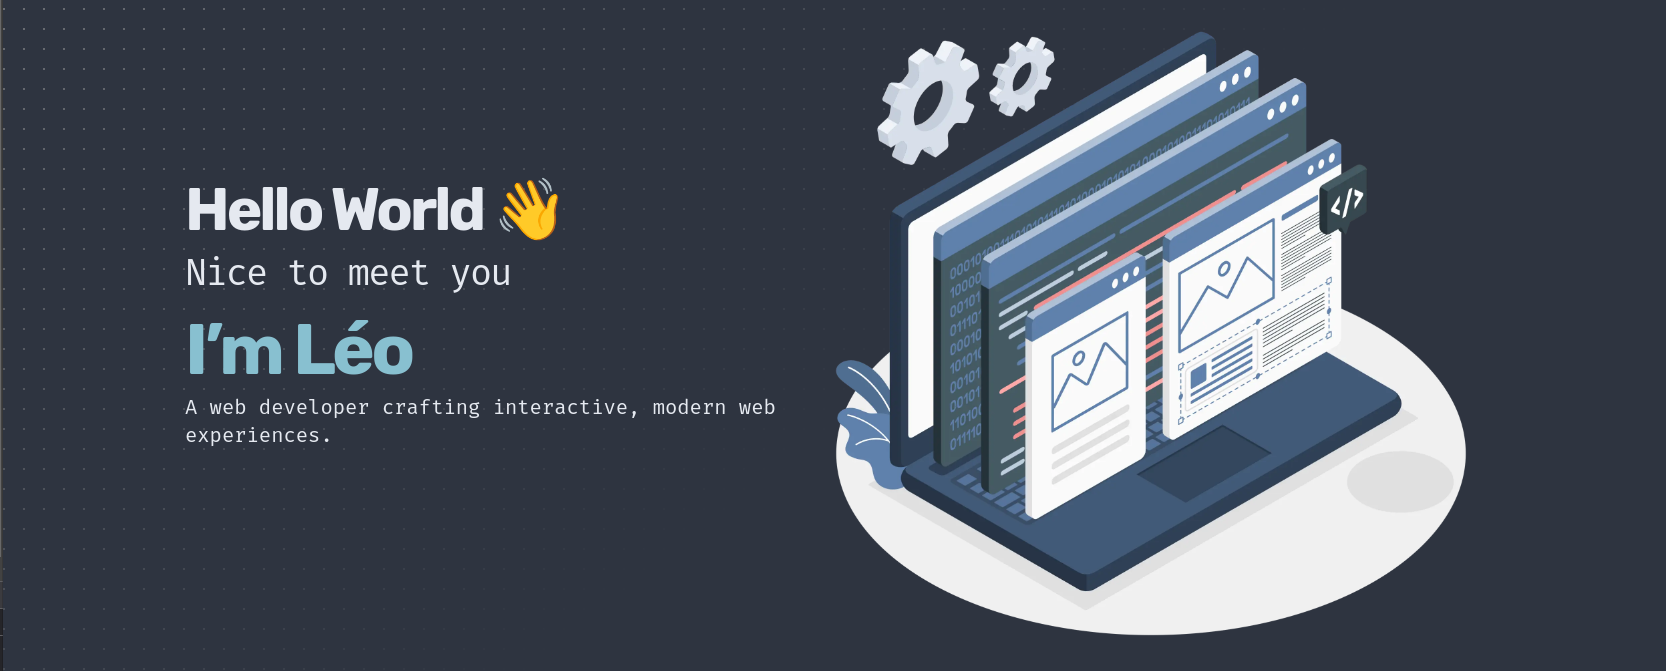 Hello World 👋
Nice to meet you
I’m Léo
A web developer crafting interactive, modern web
experiences.
</>